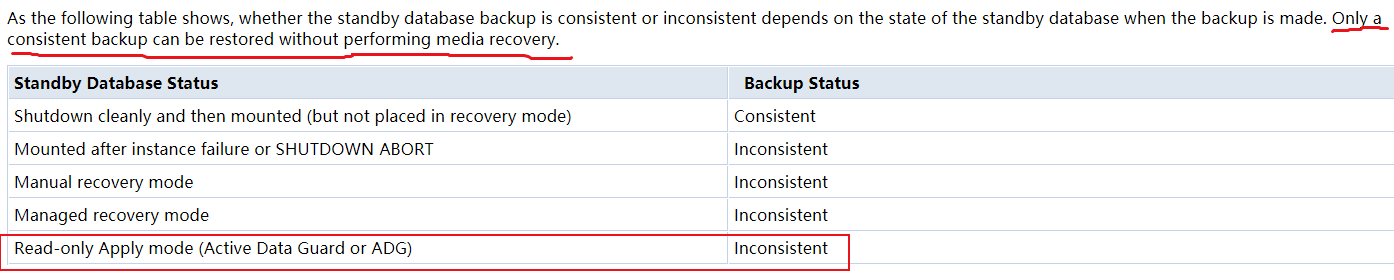 As the following table shows, whether the standby database backup is consistent or inconsistent depends on the state of the standby database when the backup is made. Only a
consistent backup can be restored without performing media recovery.
Standby Database Status Backup Status
Shutdown cleanly and then mounted (but not placed in recovery mode) Consistent
Mounted after instance failure or SHUTDOWN ABORT Inconsistent
Manual recovery mode Inconsistent
Managed recovery mode Inconsistent
Read-only Apply mode (Active Data Guard or ADG) Inconsistent